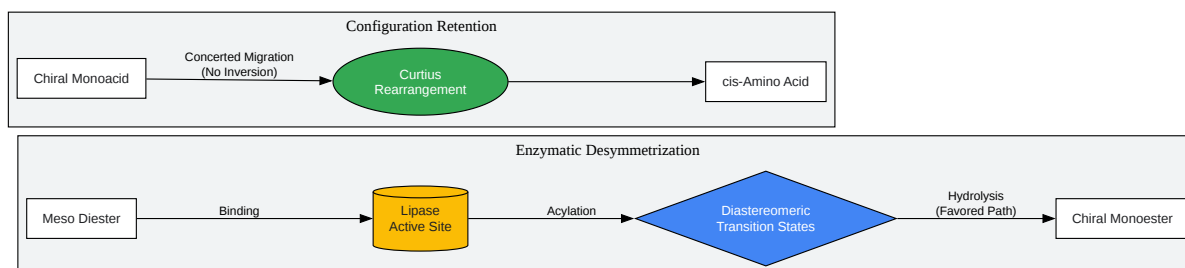 Configuration Retention
Chiral Monoacid
Concerted Migration
(No Inversion)
Curtius
Rearrangement
cis-Amino Acid
Enzymatic Desymmetrization
Meso Diester
Binding
Lipase
Active Site
Acylation
Diastereomeric
Transition States
Hydrolysis
(Favored Path)
Chiral Monoester